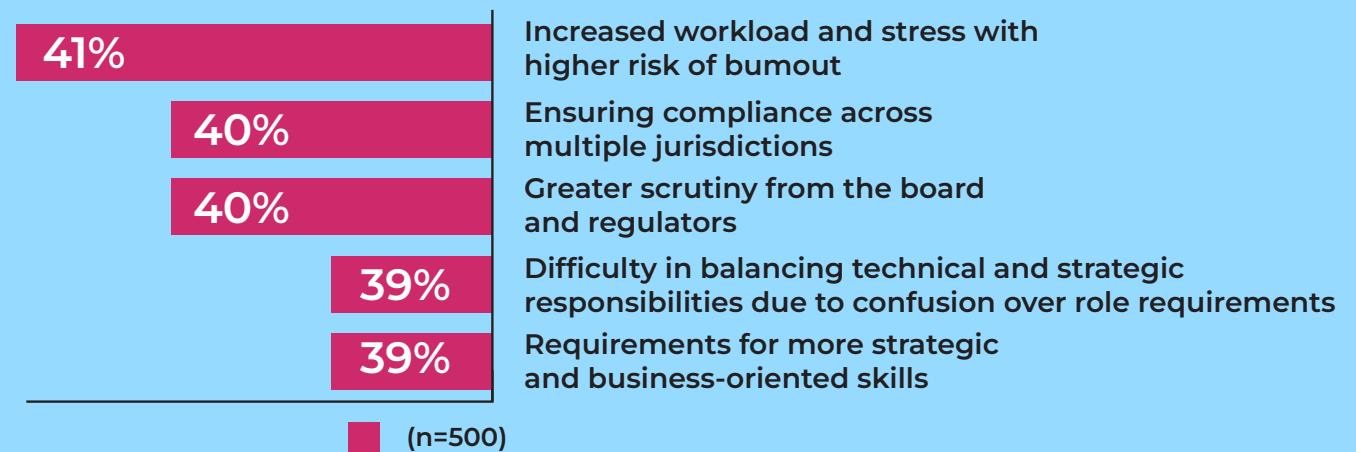 41%
Increased workload and stress with
higher risk of bumout
40%
Ensuring compliance across
multiple jurisdictions
40%
Greater scrutiny from the board
and regulators
39%
Difficulty in balancing technical and strategic
responsibilities due to confusion over role requirements
39%
Requirements for more strategic
and business-oriented skills
(n=500)